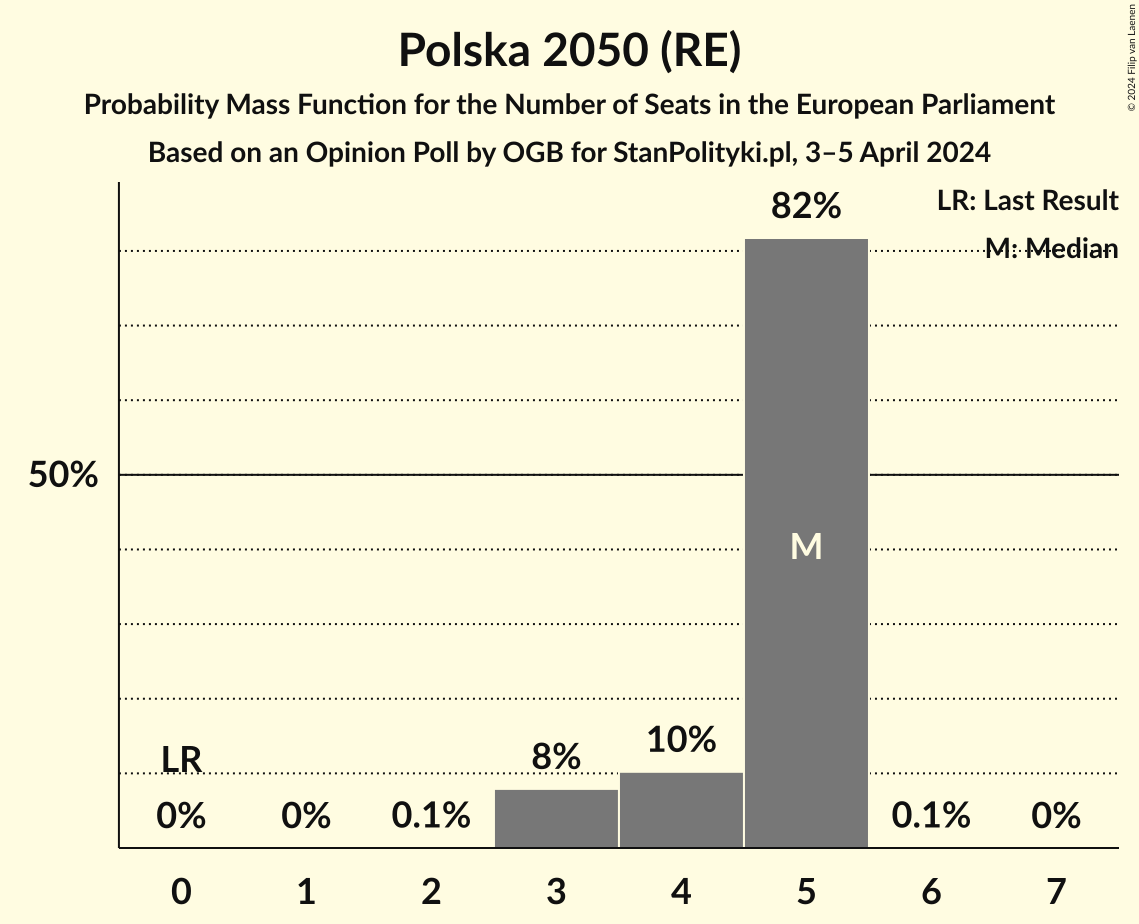 Polska 2050 (RE)
Probability Mass Function for the Number of Seats in the European Parliament
Based on an Opinion Poll by OGB for StanPolityki.pl, 3–5 April 2024
© 2024 Filip van Laenen
LR: Last Result
M: Median
82%
50%
M
LR
0%
0%
0.1%
8%
10%
0.1%
0%
0
1
2
3
4
5
6
7